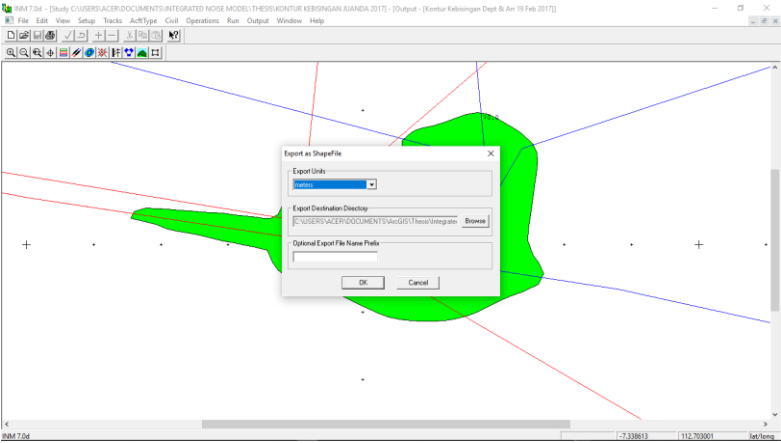 INM 7.0d - [Study C:\USERS\ACER\DOCUMENTS\INTEGRATED NOISE MODEL\THESIS\KONTUR KEBISINGAN JUANDA 2017] - [Output - [Kontur Kebisingan Dept & Arr 19 Feb 2017]]
File Edit View Setup Tracks AcftType Civil Operations Run Output Window Help
Export as ShapeFile
Export Units
meters
Export Destination Directory
C:\USERS\ACER\DOCUMENTS\ArcGIS\Thesis\Integrate
Browse
Optional Export File Name Prefix
OK Cancel
INM 7.0d
-7.338613 112.703001 lat/long